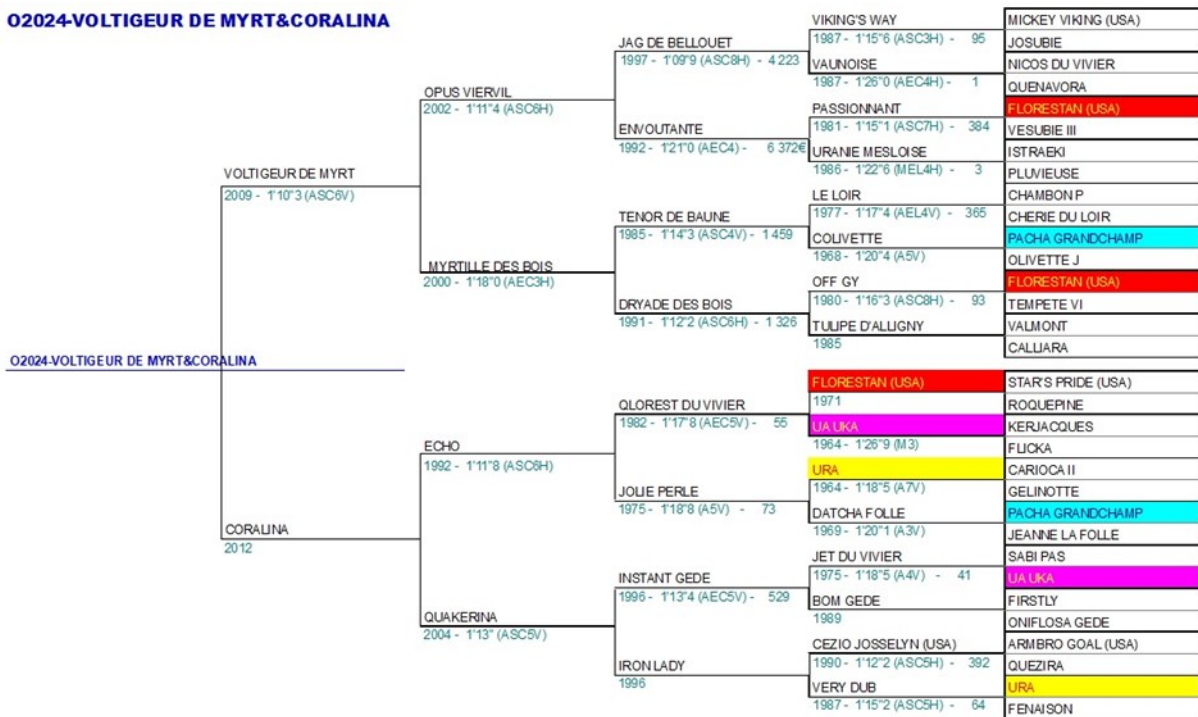 O2024-VOLTIGEUR DE MYRT&CORALINA
O2024-VOLTIGEUR DE MYRT&CORALINA
VOLTIGEUR DE MYRT
2009 - 1'10"3 (ASC6V)
CORALINA
2012
OPUS VIERVIL
2002 - 1'11"4 (ASC6H)
MYRTILLE DES BOIS
2000 - 1'18"0 (AEC3H)
ECHO
1992 - 1'11"8 (ASC6H)
QUAKERINA
2004 - 1'13" (ASC5V)
JAG DE BELLOUET
1997 - 1'09"9 (ASC8H) - 4 223
ENVOUTANTE
1992 - 1'21"0 (AEC4) - 6 372€
TENOR DE BAUNE
1985 - 1'14"3 (ASC4V) - 1 459
DRYADE DES BOIS
1991 - 1'12"2 (ASC6H) - 1 326
QLOREST DU VIVIER
1982 - 1'17"8 (AEC5V) - 55
JOLIE PERLE
1975 - 1'18"8 (A5V) - 73
INSTANT GEDE
1996 - 1'13"4 (AEC5V) - 529
IRON LADY
1996
VIKING'S WAY
1987 - 1'15"6 (ASC3H) - 95
VAUNOISE
1987 - 1'26"0 (AEC4H) - 1
PASSIONNANT
1981 - 1'15"1 (ASC7H) - 384
URANIE MESLOISE
1986 - 1'22"6 (MEL4H) - 3
LE LOIR
1977 - 1'17"4 (AEL4V) - 365
COLIVETTE
1968 - 1'20"4 (A5V)
OFF GY
1980 - 1'16"3 (ASC8H) - 93
TULIPE D'ALLIGNY
1985
FLORESTAN (USA)
1971
UA UKA
1964 - 1'26"9 (M3)
URA
1964 - 1'18"5 (A7V)
DATCHA FOLLE
1969 - 1'20"1 (A3V)
JET DU VIVIER
1975 - 1'18"5 (A4V) - 41
BOM GEDE
1989
CEZIO JOSSELYN (USA)
1990 - 1'12"2 (ASC5H) - 392
VERY DUB
1987 - 1'15"2 (ASC5H) - 64
MICKEY VIKING (USA)
JOSUBIE
NICOS DU VIVIER
QUENAVORA
FLORESTAN (USA)
VESUBIE III
ISTRAEKI
PLUVIEUSE
CHAMBON P
CHERIE DU LOIR
PACHA GRANDCHAMP
OLIVETTE J
FLORESTAN (USA)
TEMPETE VI
VALMONT
CALLIARA
STAR'S PRIDE (USA)
ROQUEPINE
KERJACQUES
FLICKA
CARIOCA II
GELINOTTE
PACHA GRANDCHAMP
JEANNE LA FOLLE
SABI PAS
UA UKA
FIRSTLY
ONIFLOSA GEDE
ARMBRO GOAL (USA)
QUEZIRA
URA
FENAISON